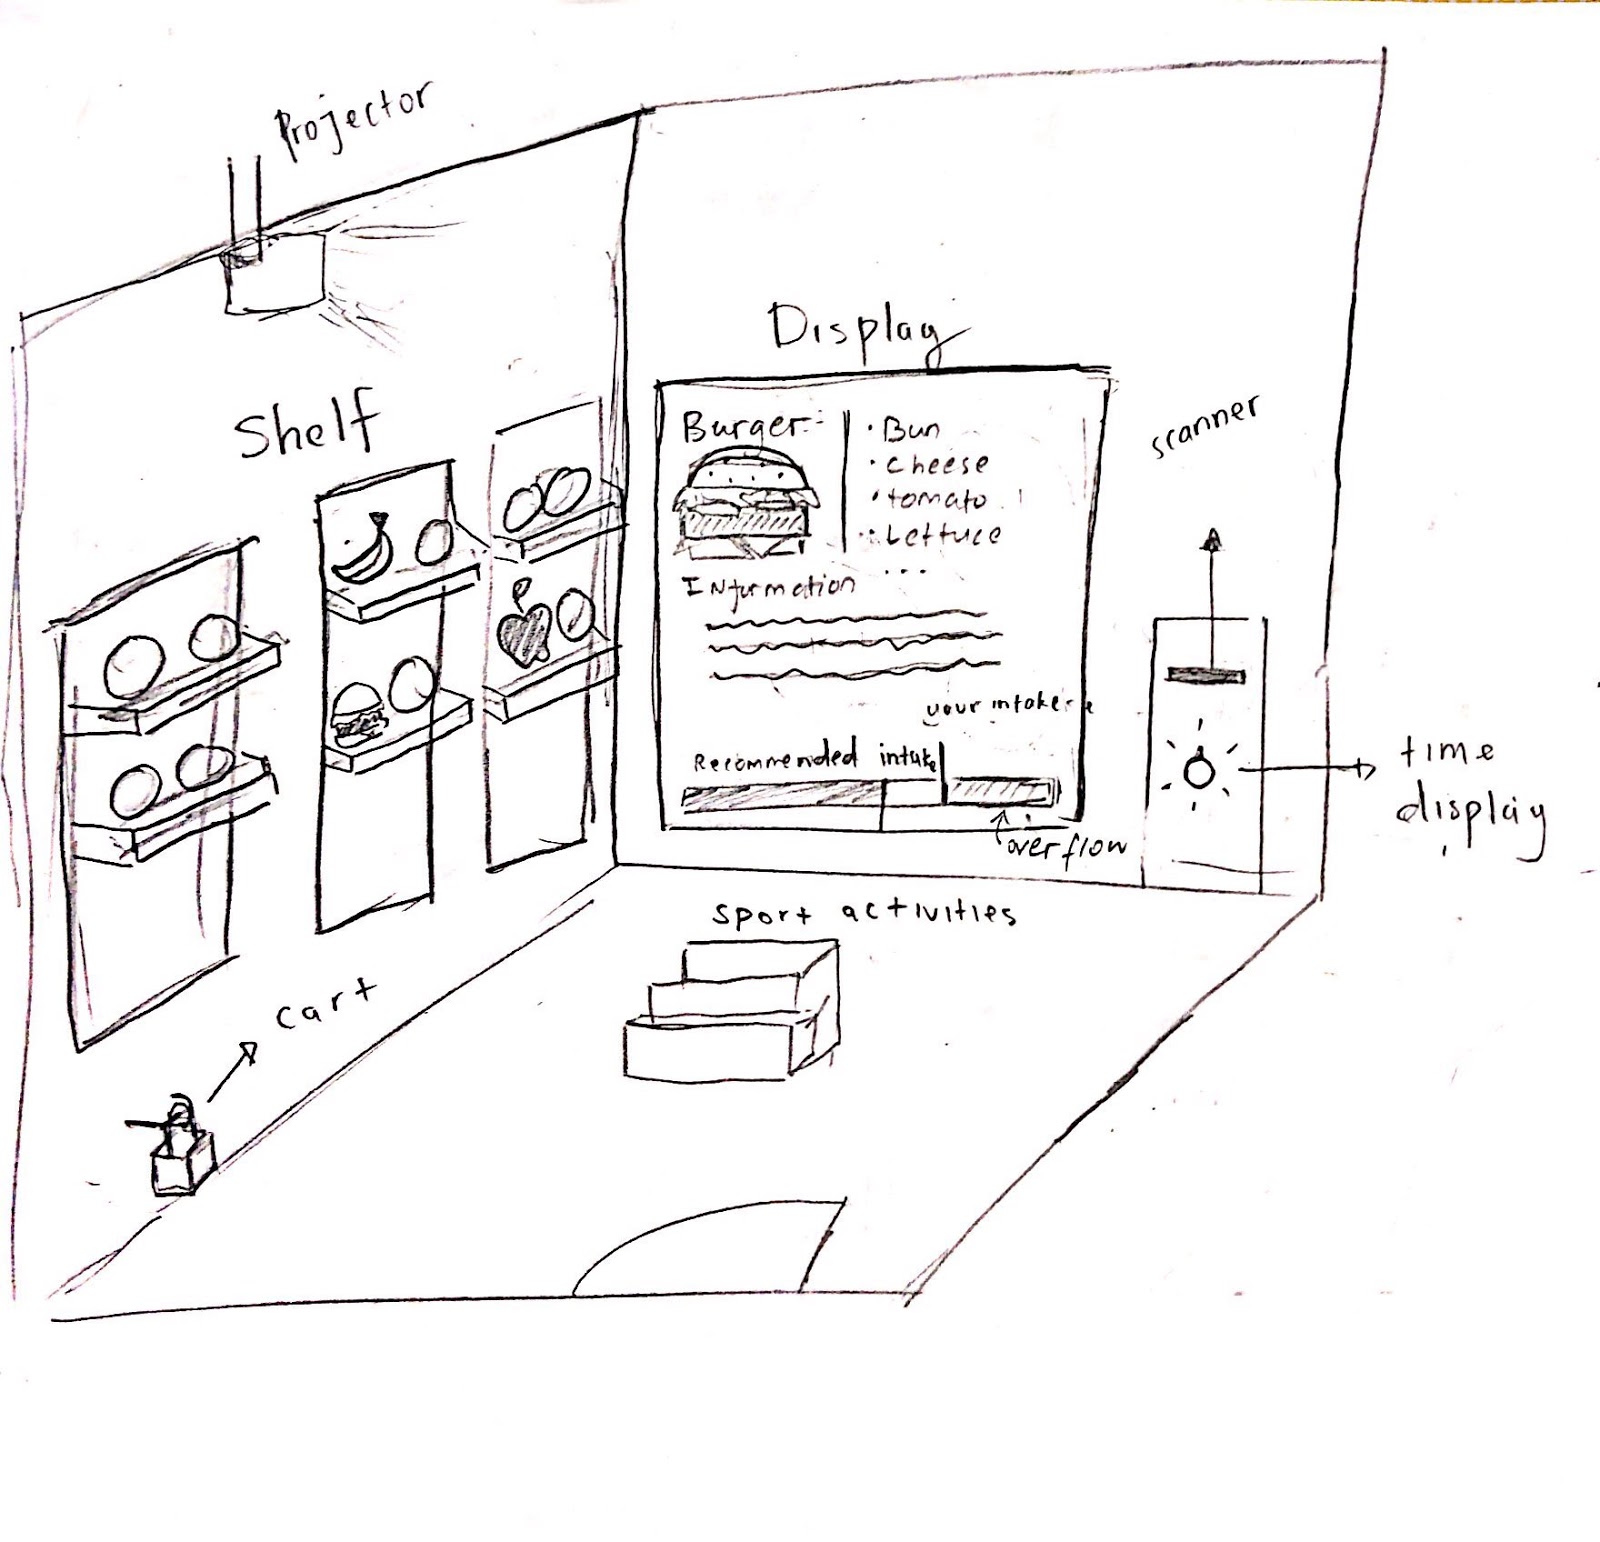 Projector
Shelf
Display
Burger:
• Bun
• cheese
• tomato
• Lettuce
...
Information
your intake
Recommended intake
overflow
scanner
time
display
sport activities
cart